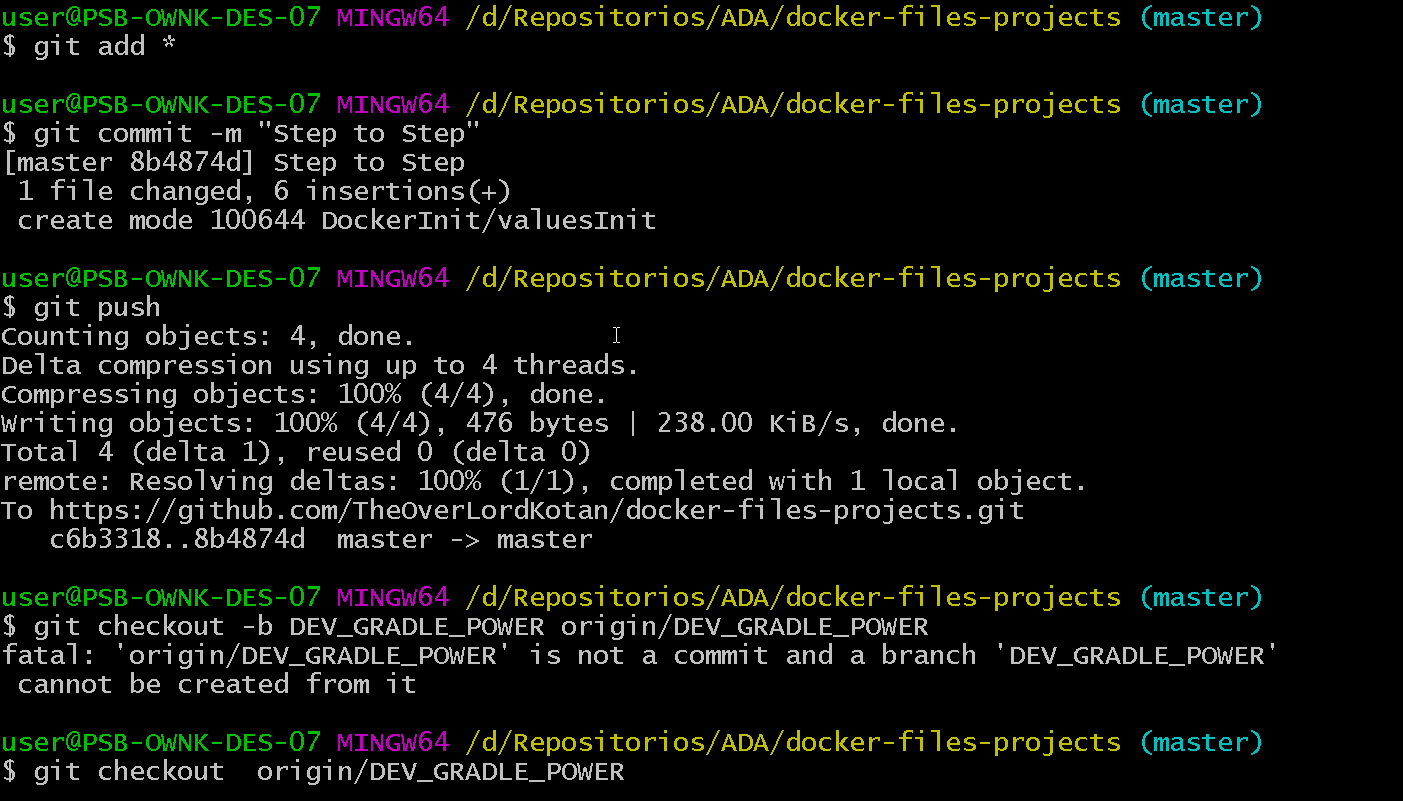 user@PSB-OWNK-DES-07 MINGW64 /d/Repositorios/ADA/docker-files-projects (master)
$ git add *
user@PSB-OWNK-DES-07 MINGW64 /d/Repositorios/ADA/docker-files-projects (master)
$ git commit -m "Step to Step"
[master 8b4874d] Step to Step
 1 file changed, 6 insertions(+)
 create mode 100644 DockerInit/valuesInit
user@PSB-OWNK-DES-07 MINGW64 /d/Repositorios/ADA/docker-files-projects (master)
$ git push
Counting objects: 4, done.
Delta compression using up to 4 threads.
Compressing objects: 100% (4/4), done.
Writing objects: 100% (4/4), 476 bytes | 238.00 KiB/s, done.
Total 4 (delta 1), reused 0 (delta 0)
remote: Resolving deltas: 100% (1/1), completed with 1 local object.
To https://github.com/TheOverLordKotan/docker-files-projects.git
   c6b3318..8b4874d  master -> master
user@PSB-OWNK-DES-07 MINGW64 /d/Repositorios/ADA/docker-files-projects (master)
$ git checkout -b DEV_GRADLE_POWER origin/DEV_GRADLE_POWER
fatal: 'origin/DEV_GRADLE_POWER' is not a commit and a branch 'DEV_GRADLE_POWER'
 cannot be created from it
user@PSB-OWNK-DES-07 MINGW64 /d/Repositorios/ADA/docker-files-projects (master)
$ git checkout  origin/DEV_GRADLE_POWER